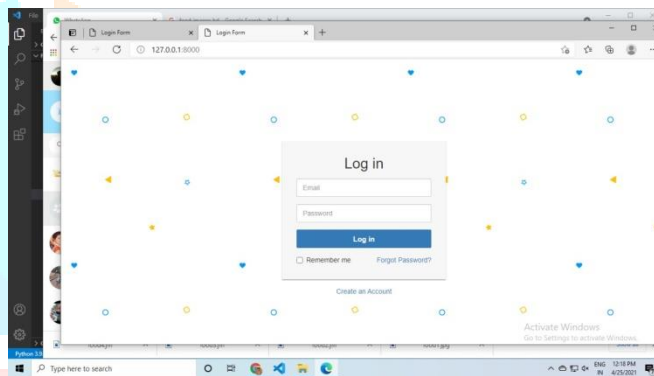 File
Login Form
Login Form
127.0.0.1:8000
Log in
Email
Password
Log in
Remember me
Forgot Password?
Create an Account
Activate Windows
Go to Settings to activate Windows.
Python 3.9
Type here to search
ENG
12:18 PM
IN
4/25/2021